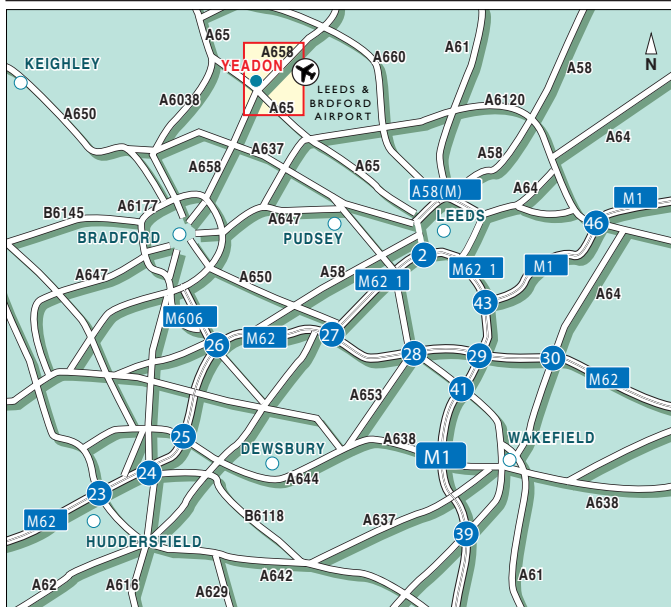 A65
A658
A660
A61
A58
N
KEIGHLEY
YEADON
LEEDS &
BRDFORD
AIRPORT
A650
A6038
A65
A6120
A64
A658
A637
A65
A58
A58(M)
A64
M1
B6145
A6177
A647
PUDSEY
LEEDS
46
BRADFORD
A647
A650
A58
M62 1
2
M62 1
M1
A64
43
M606
26
M62
27
28
29
30
M62
A653
41
25
DEWSBURY
A638
M1
WAKEFIELD
24
A644
23
M62
B6118
A637
A638
HUDDERSFIELD
39
A62
A616
A629
A642
A61